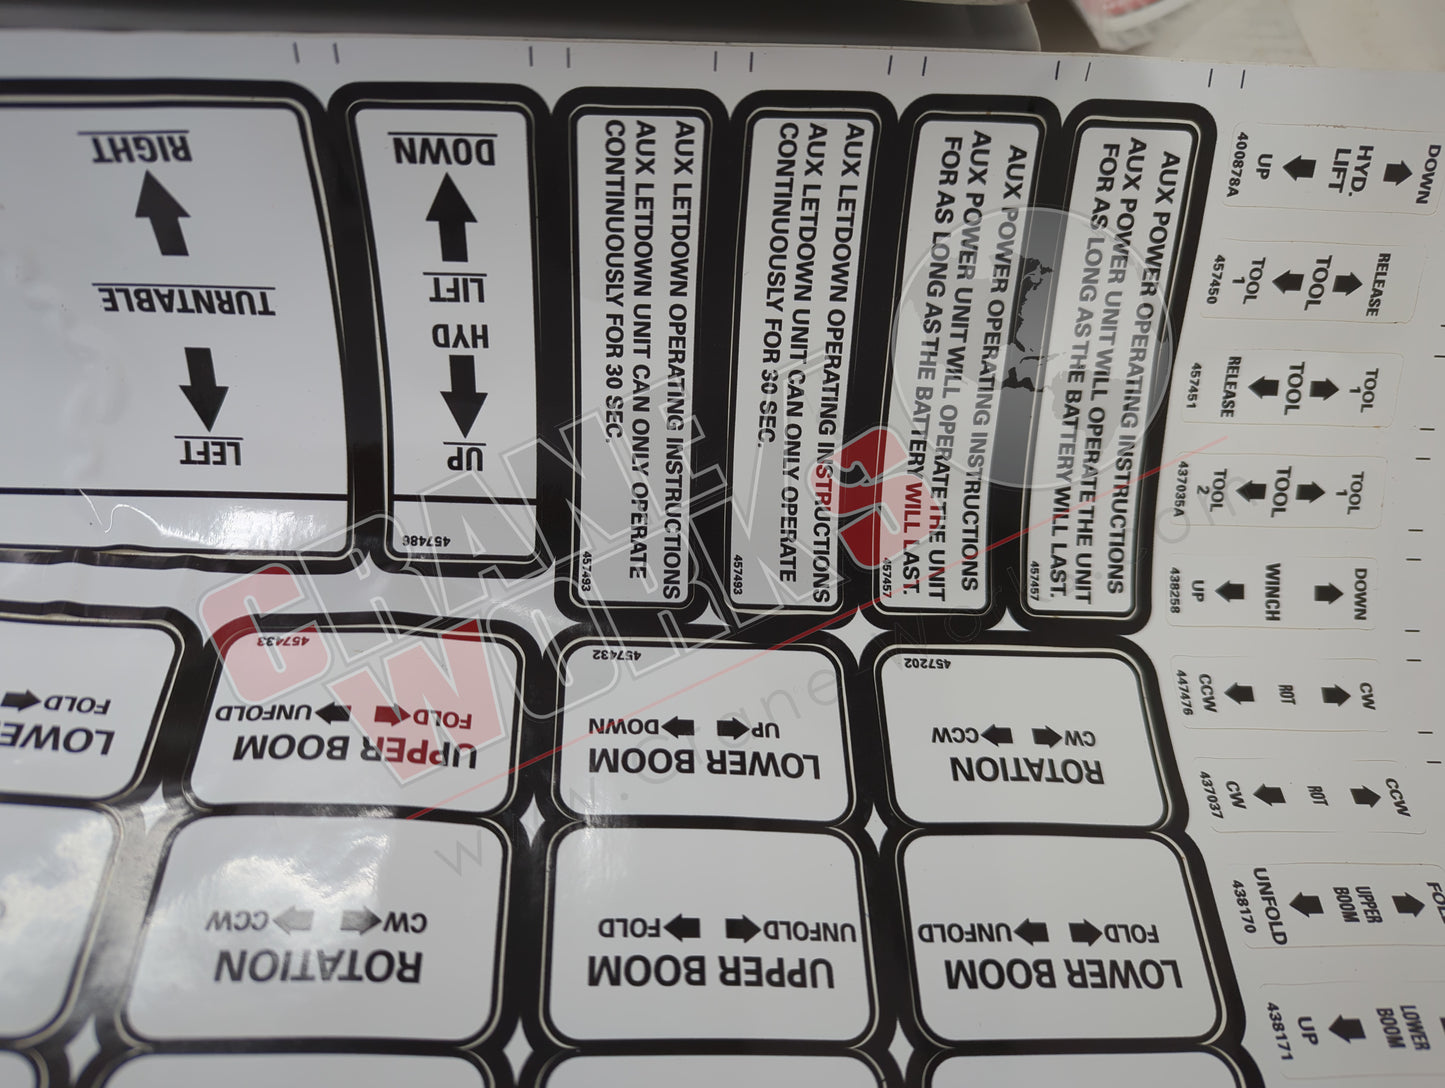 RIGHT
TURNTABLE
LEFT
DOWN
LIFT
HYD
UP
457486
AUX LETDOWN OPERATING INSTRUCTIONS
AUX LETDOWN UNIT CAN ONLY OPERATE
CONTINUOUSLY FOR 30 SEC.
457493
AUX LETDOWN OPERATING INSTRUCTIONS
AUX LETDOWN UNIT CAN ONLY OPERATE
CONTINUOUSLY FOR 30 SEC.
457493
AUX POWER OPERATING INSTRUCTIONS
AUX POWER UNIT WILL OPERATE THE UNIT
FOR AS LONG AS THE BATTERY WILL LAST.
457457
AUX POWER OPERATING INSTRUCTIONS
AUX POWER UNIT WILL OPERATE THE UNIT
FOR AS LONG AS THE BATTERY WILL LAST.
457457
DOWN
HYD.
LIFT
UP
400878A
RELEASE
TOOL
TOOL
1
457450
TOOL
1
TOOL
RELEASE
457451
TOOL
1
TOOL
TOOL
2
437035A
DOWN
WINCH
UP
438258
CW
ROT
CCW
447476
CCW
ROT
CW
437037
UPPER
BOOM
UNFOLD
438170
LOWER
BOOM
UP
438171
LOWER
FOLD
457433
UPPER BOOM
FOLD UNFOLD
457432
LOWER BOOM
UP DOWN
457202
ROTATION
CW CCW
ROTATION
CW CCW
UPPER BOOM
UNFOLD FOLD
LOWER BOOM
FOLD UNFOLD
CRANE
WORKS